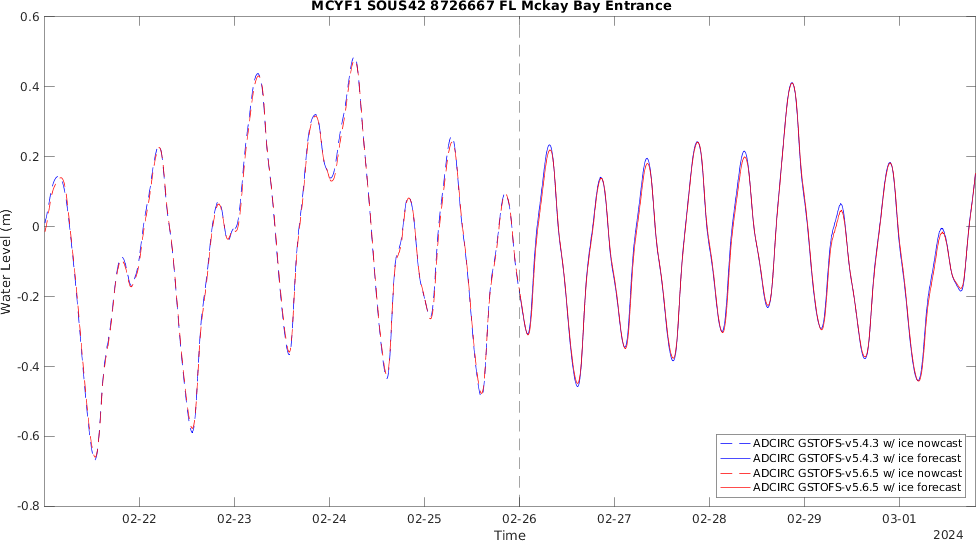 MCYF1 SOUS42 8726667 FL Mckay Bay Entrance
0.6
0.4
0.2
0
-0.2
-0.4
-0.6
-0.8
Water Level (m)
ADCIRC GSTOFS-v5.4.3 w/ ice nowcast
ADCIRC GSTOFS-v5.4.3 w/ ice forecast
ADCIRC GSTOFS-v5.6.5 w/ ice nowcast
ADCIRC GSTOFS-v5.6.5 w/ ice forecast
02-22 02-23 02-24 02-25 02-26 02-27 02-28 02-29 03-01
Time
2024